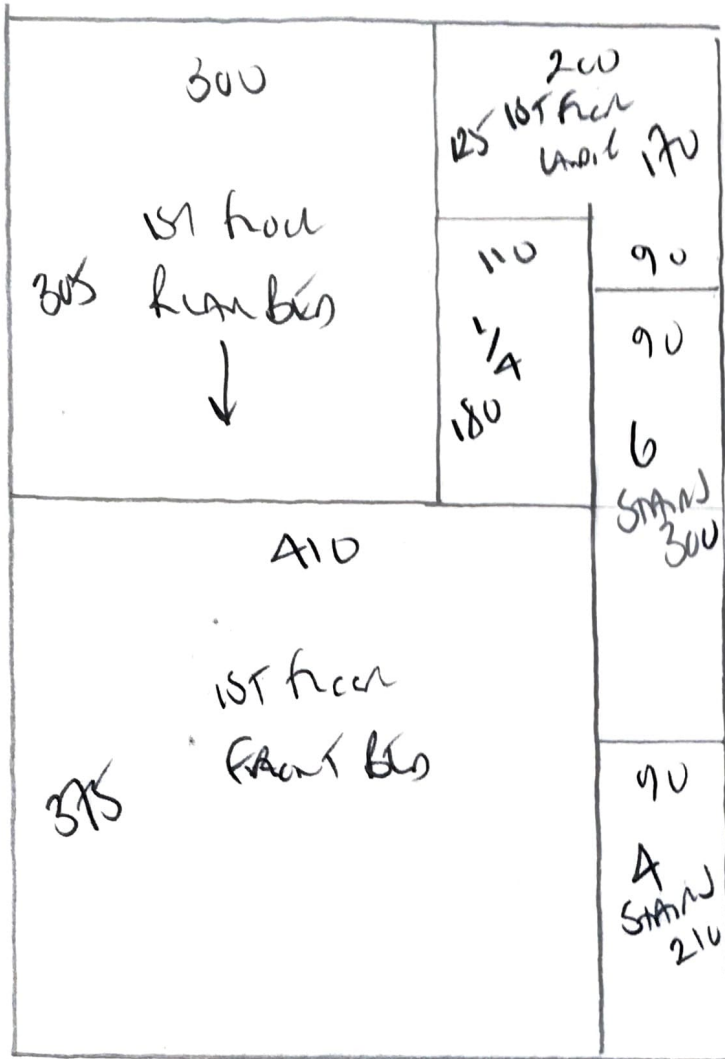 300
1ST Floor
305 REAR BED
200
125 1ST Floor
LANDING 170
110
1/4
180
90
90
6
STAIRS
300
410
1ST Floor
FRONT BED
375
90
4
STAIRS
210